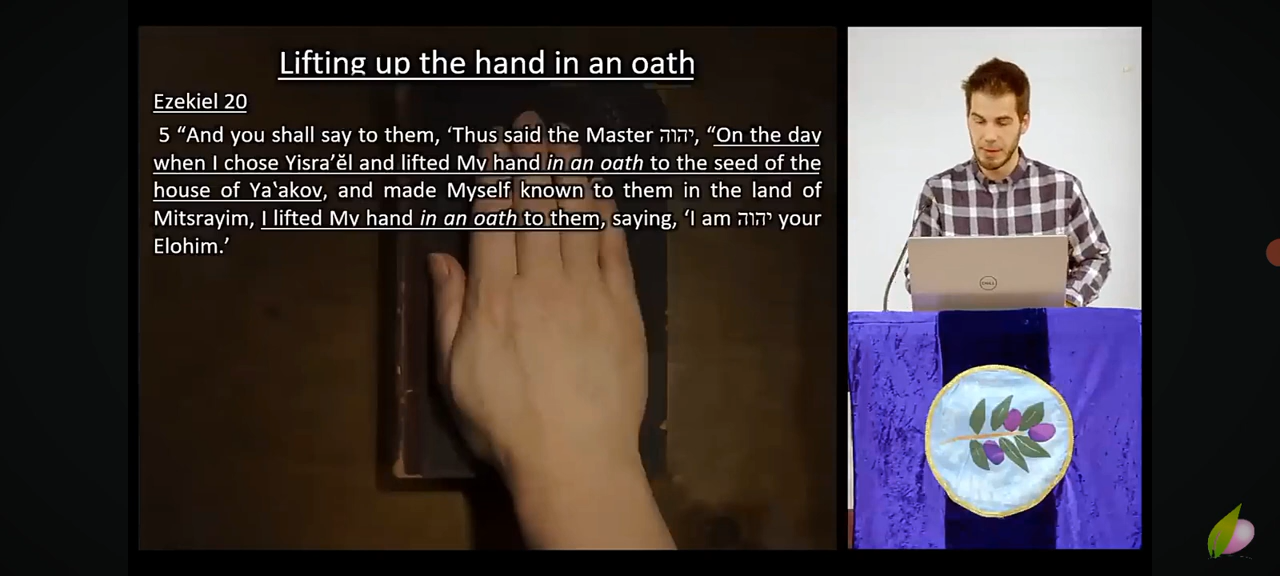 Lifting up the hand in an oath
Ezekiel 20
5 “And you shall say to them, ‘Thus said the Master יהוה, “On the day
when I chose Yisra’ĕl and lifted My hand in an oath to the seed of the
house of Ya‛akov, and made Myself known to them in the land of
Mitsrayim, I lifted My hand in an oath to them, saying, ‘I am יהוה your
Elohim.’
DELL